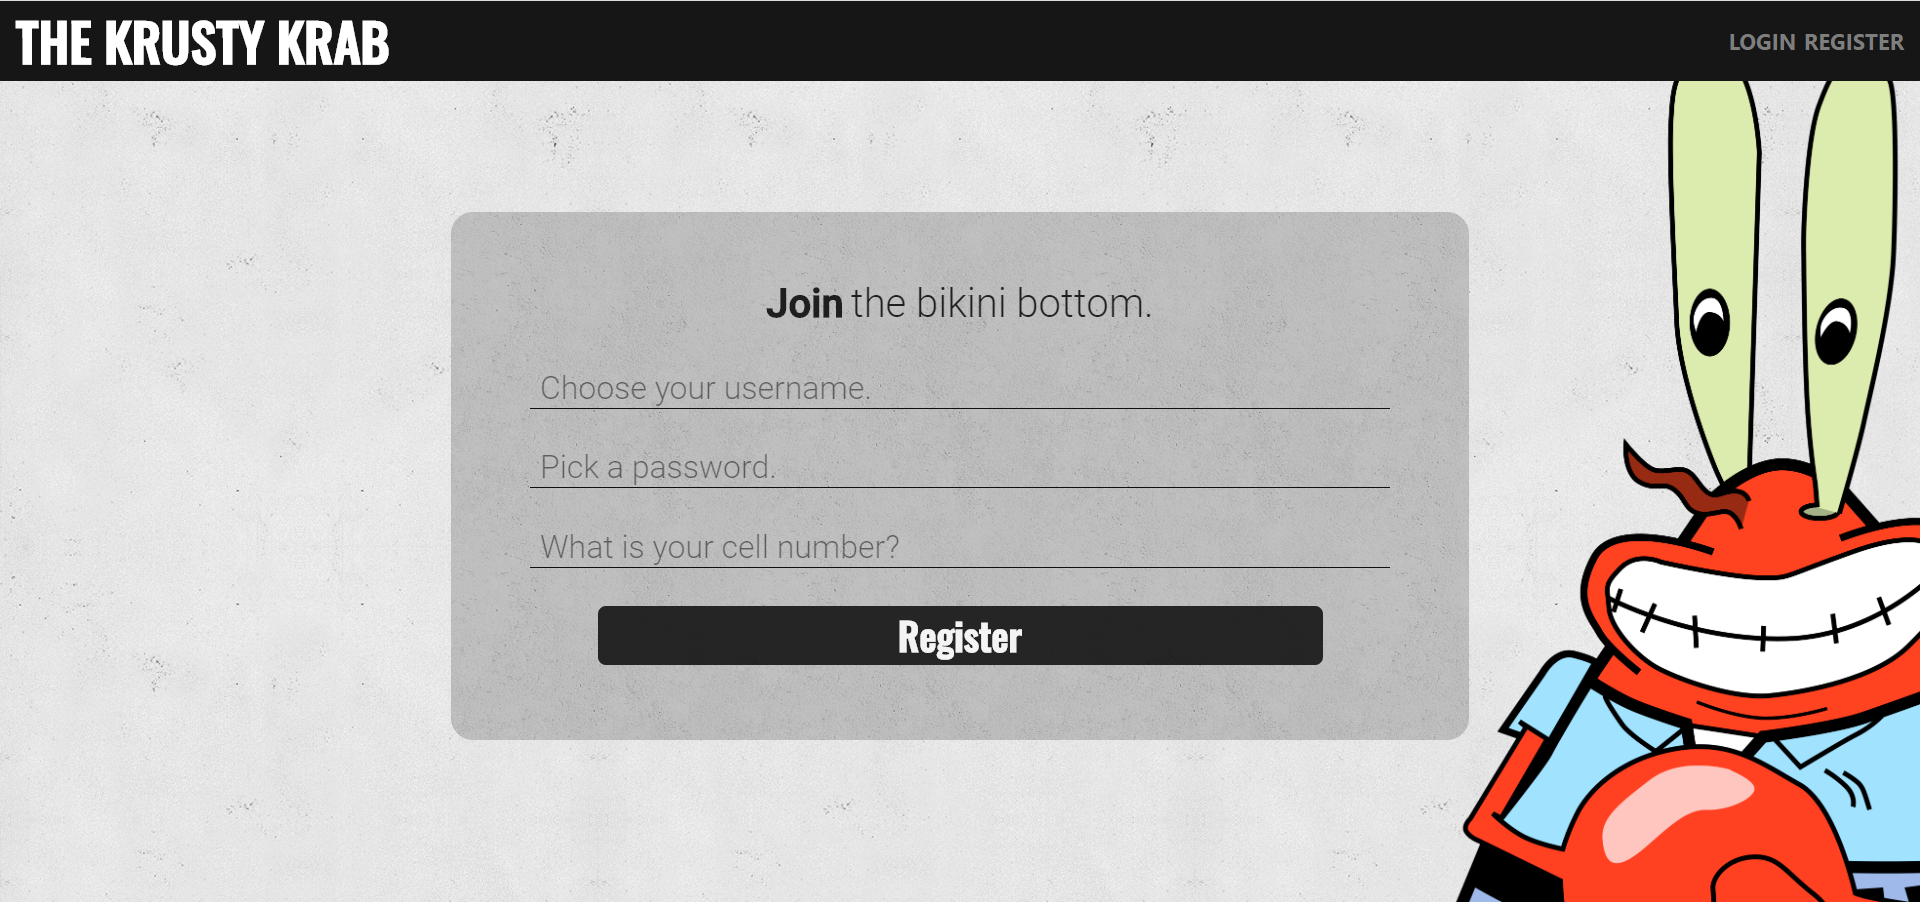 THE KRUSTY KRAB
LOGIN REGISTER
Join the bikini bottom.
Choose your username.
Pick a password.
What is your cell number?
Register